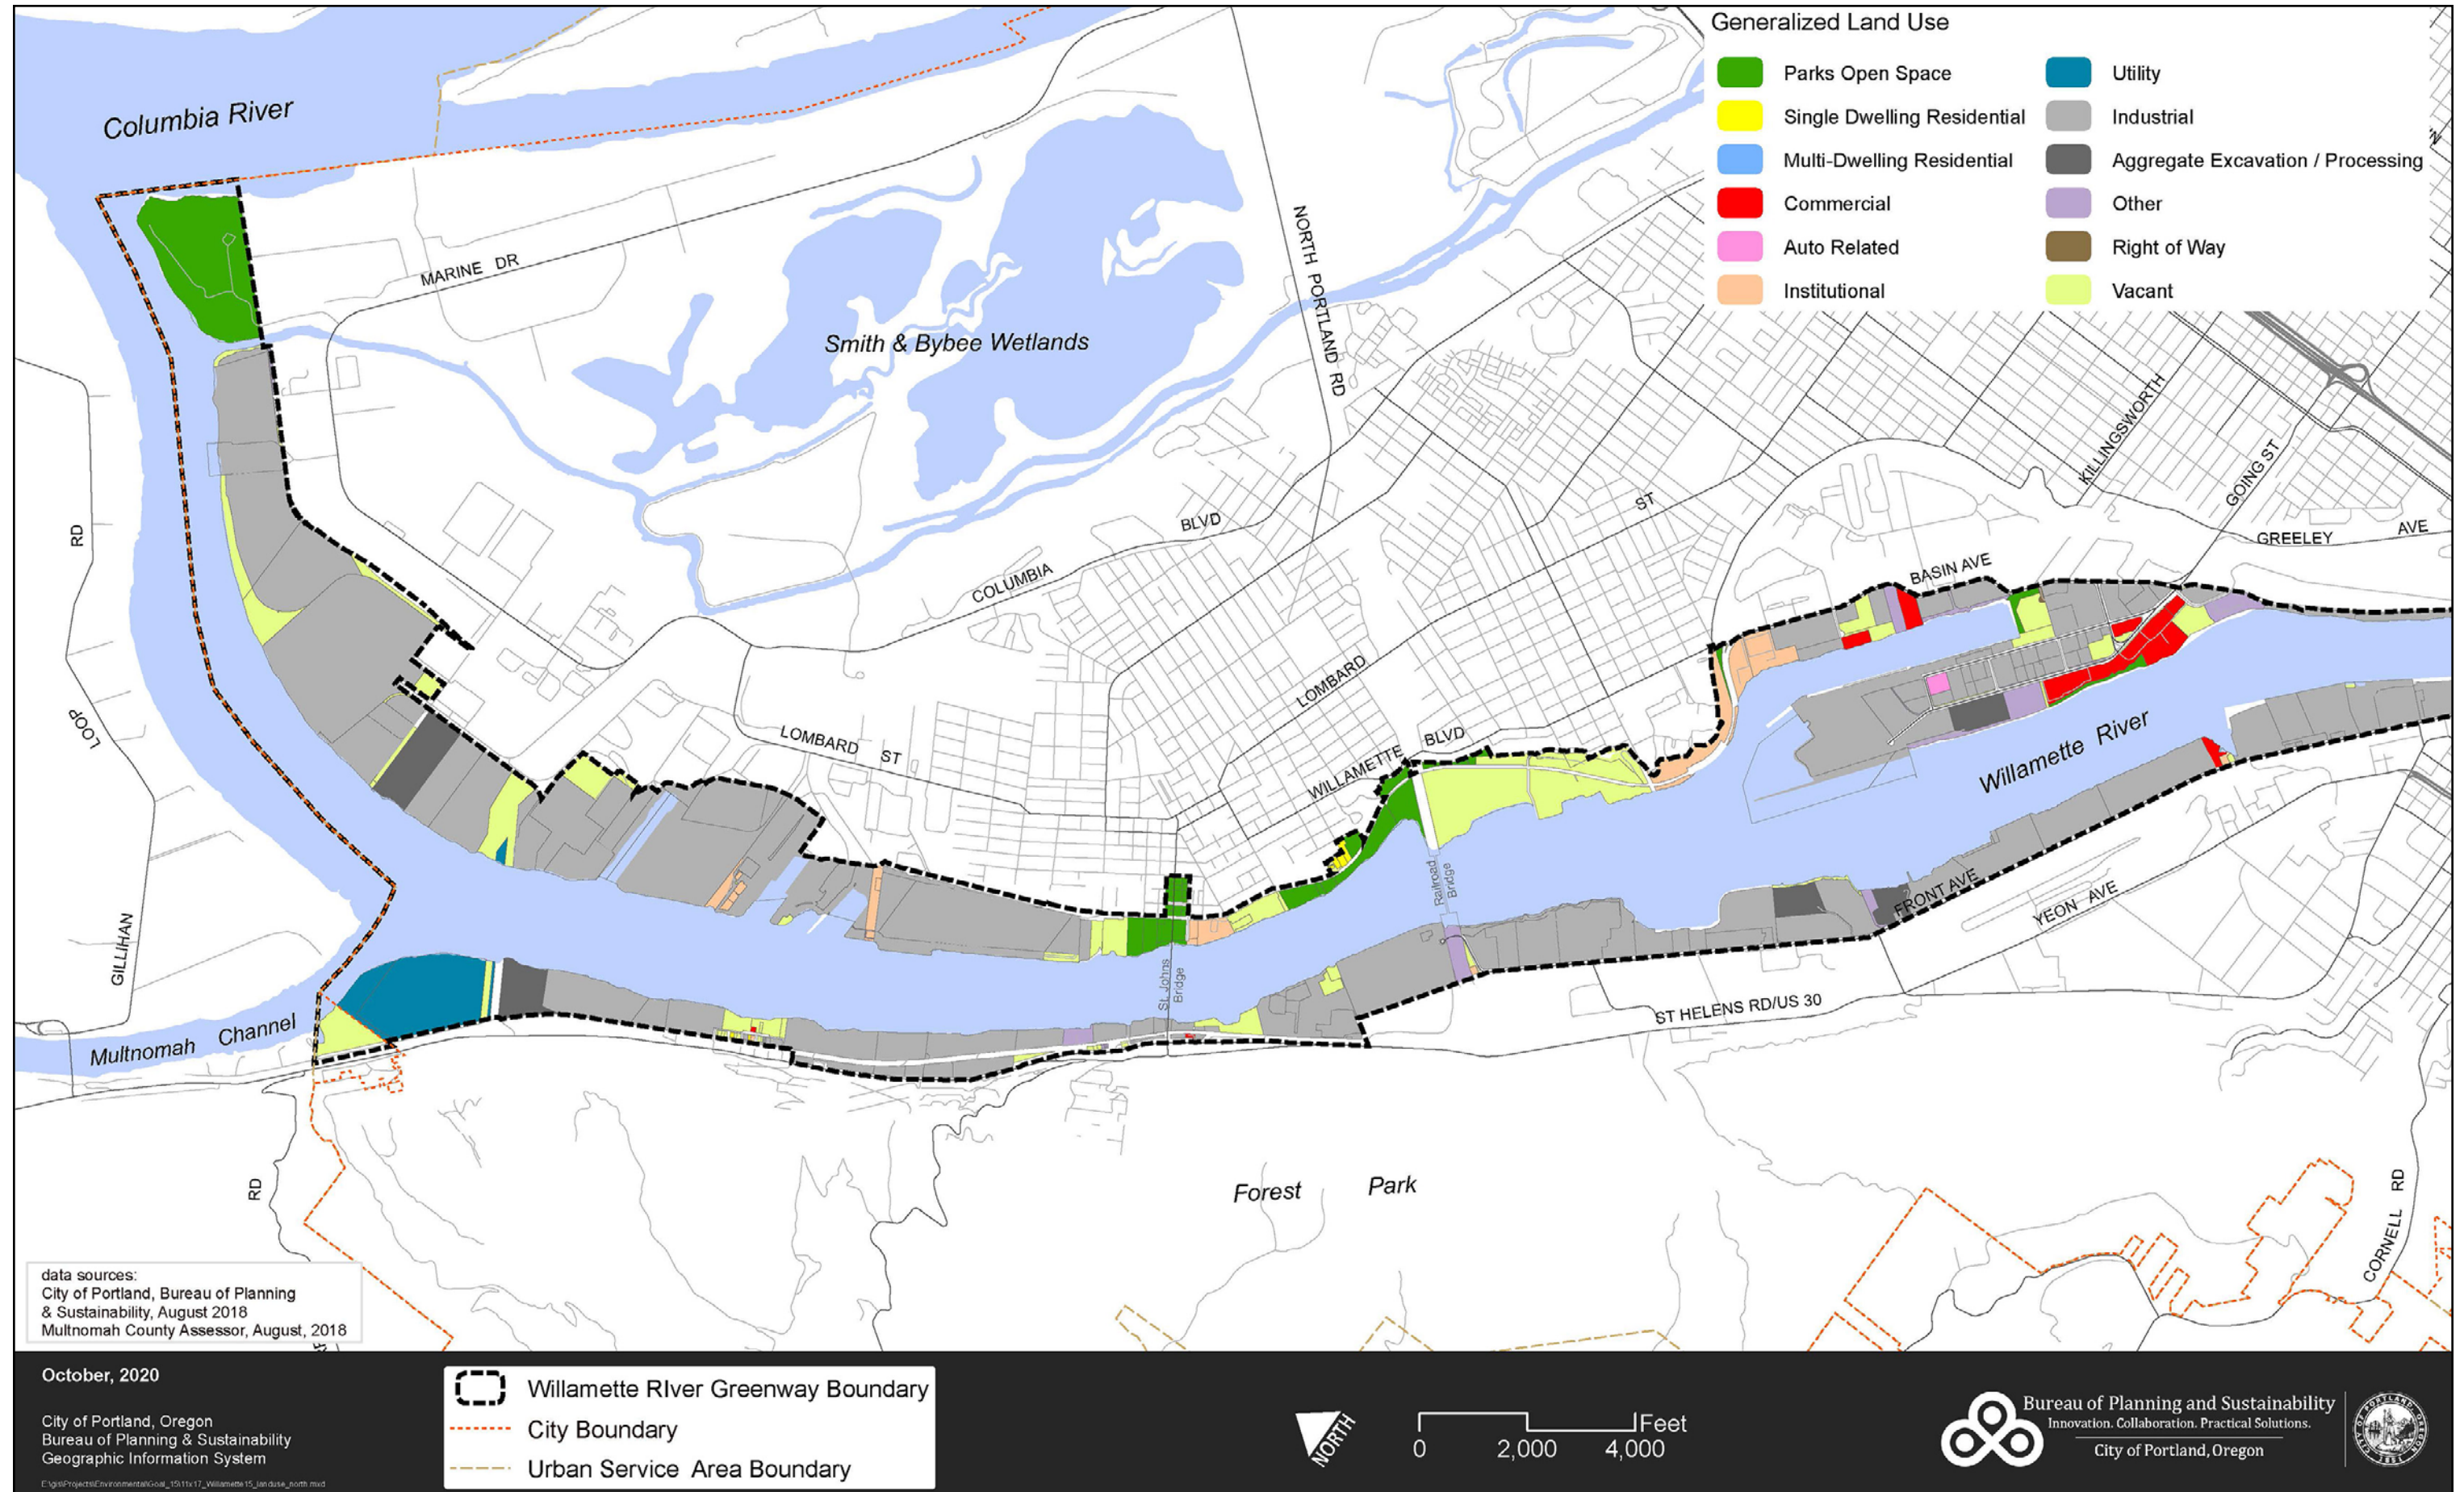 Generalized Land Use
Parks Open Space
Single Dwelling Residential
Multi-Dwelling Residential
Commercial
Auto Related
Institutional
Utility
Industrial
Aggregate Excavation / Processing
Other
Right of Way
Vacant
Columbia River
MARINE DR
Smith & Bybee Wetlands
NORTH PORTLAND RD
KILLINGSWORTH
GOING ST
GREELEY AVE
BASIN AVE
COLUMBIA BLVD
LOMBARD ST
LOMBARD ST
WILLAMETTE BLVD
RD
LOOP
GILLIHAN
Willamette River
Railroad
Bridge
St. Johns
Bridge
FRONT AVE
YEON AVE
ST HELENS RD/US 30
Multnomah Channel
RD
Forest Park
CORNELL RD
data sources:
City of Portland, Bureau of Planning
& Sustainability, August 2018
Multnomah County Assessor, August, 2018
October, 2020
City of Portland, Oregon
Bureau of Planning & Sustainability
Geographic Information System
Willamette RIver Greenway Boundary
City Boundary
Urban Service Area Boundary
NORTH
Feet
0 2,000 4,000
Bureau of Planning and Sustainability
Innovation. Collaboration. Practical Solutions.
City of Portland, Oregon